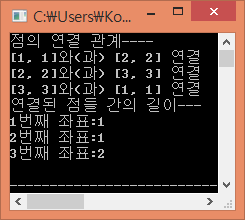 C:₩Users₩Ko...
점의 연결 관계----
[1, 1]와<과> [2, 2] 연결
[2, 2]와<과> [3, 3] 연결
[3, 3]와<과> [1, 1] 연결
연결된 점들 간의 길이---
1번째 좌표:1
2번째 좌표:1
3번째 좌표:2
--------------------------